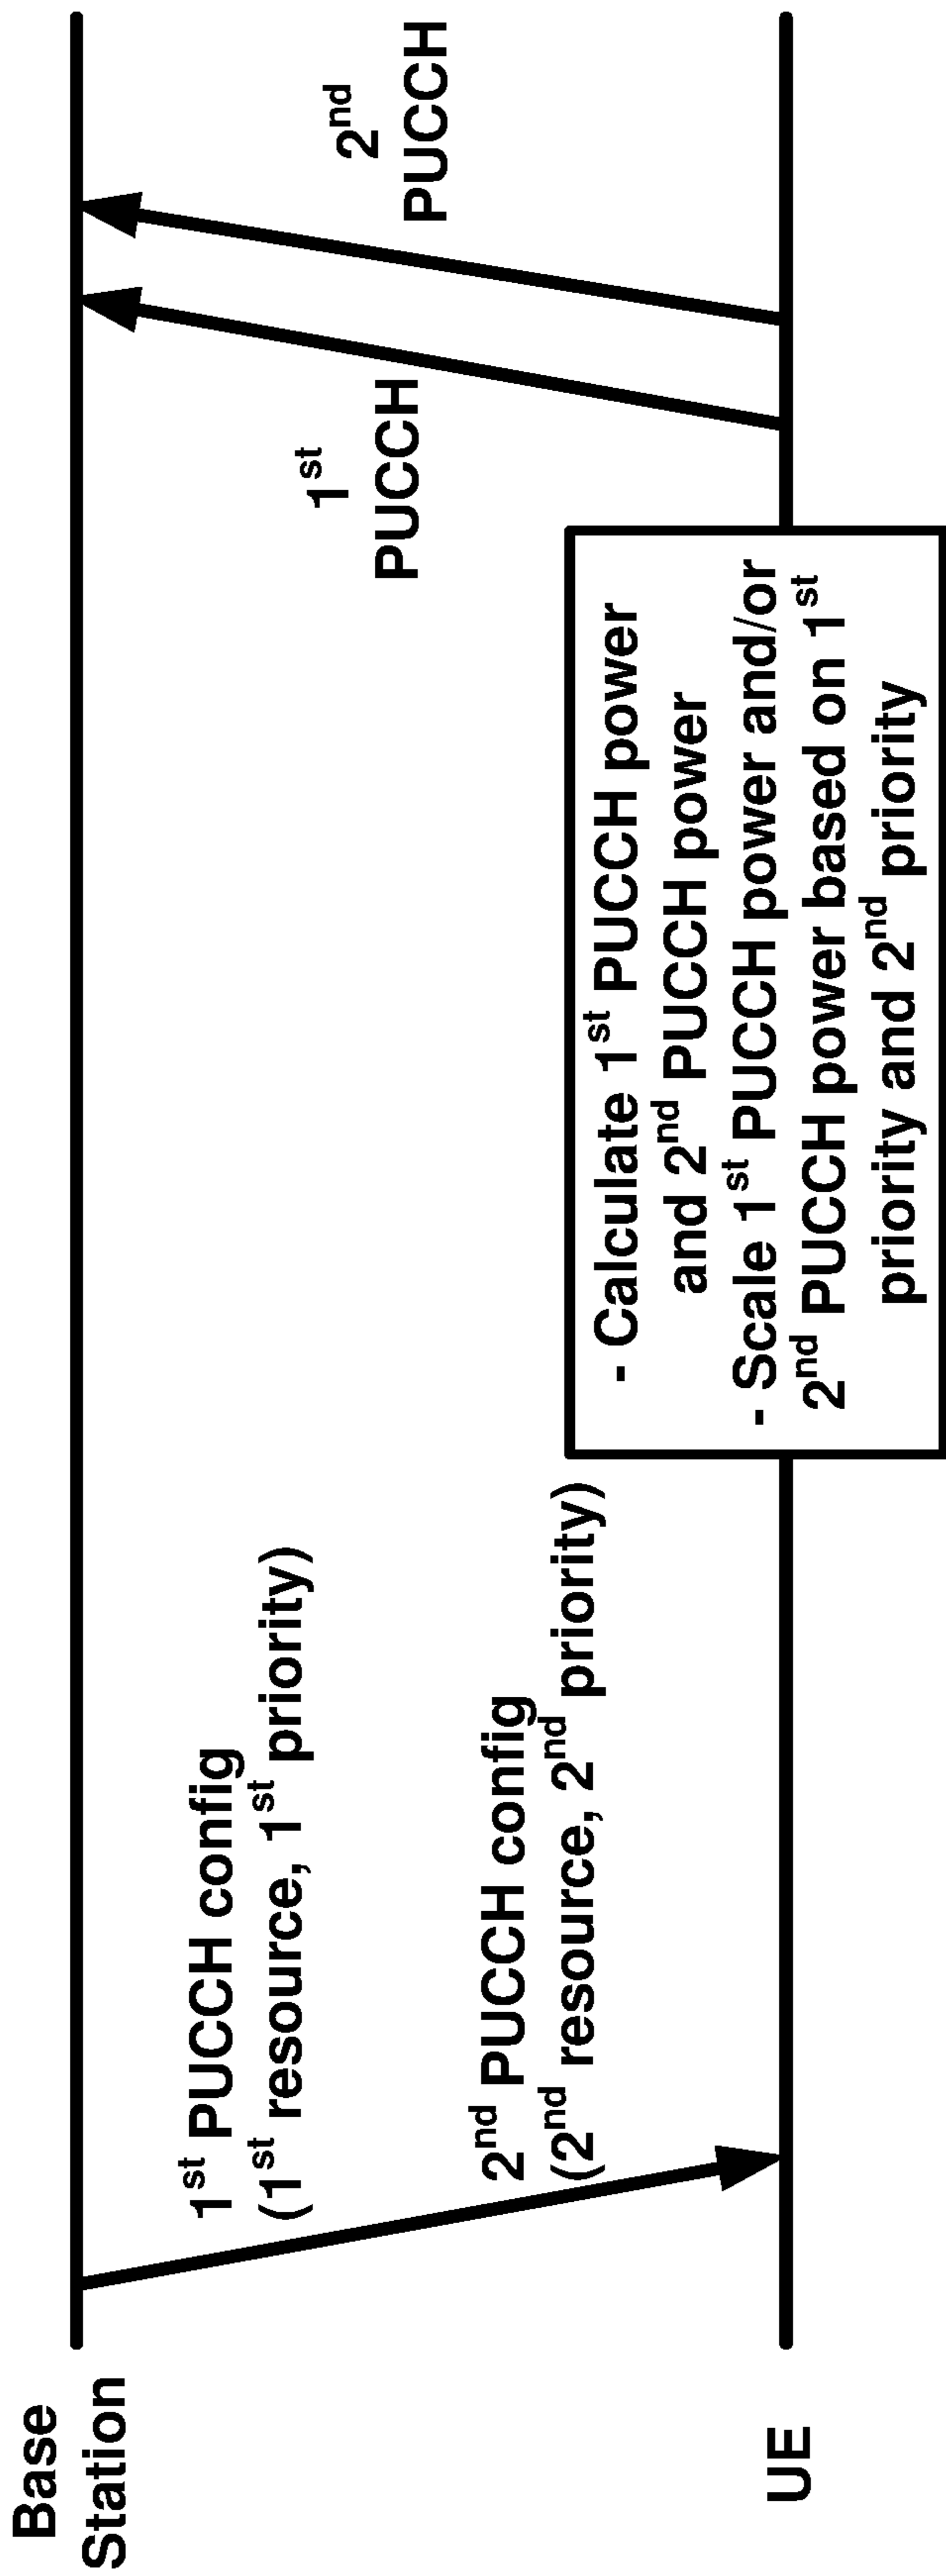 Base
Station
1st PUCCH config
(1st resource, 1st priority)
2nd PUCCH config
(2nd resource, 2nd priority)
UE
- Calculate 1st PUCCH power
and 2nd PUCCH power
- Scale 1st PUCCH power and/or
2nd PUCCH power based on 1st
priority and 2nd priority
1st
PUCCH
2nd
PUCCH